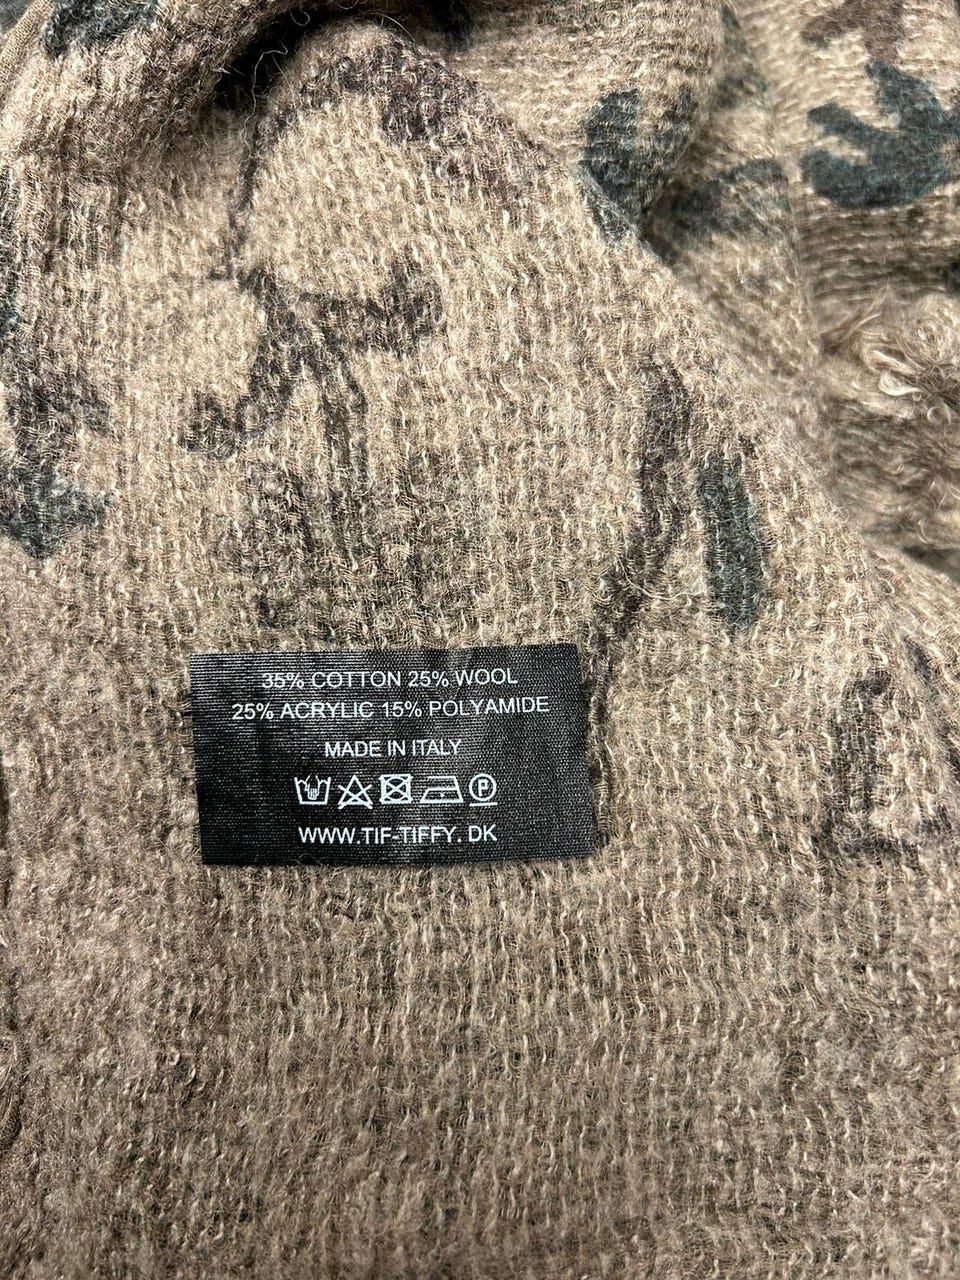 35% COTTON 25% WOOL
25% ACRYLIC 15% POLYAMIDE
MADE IN ITALY
P
WWW.TIF-TIFFY. DK